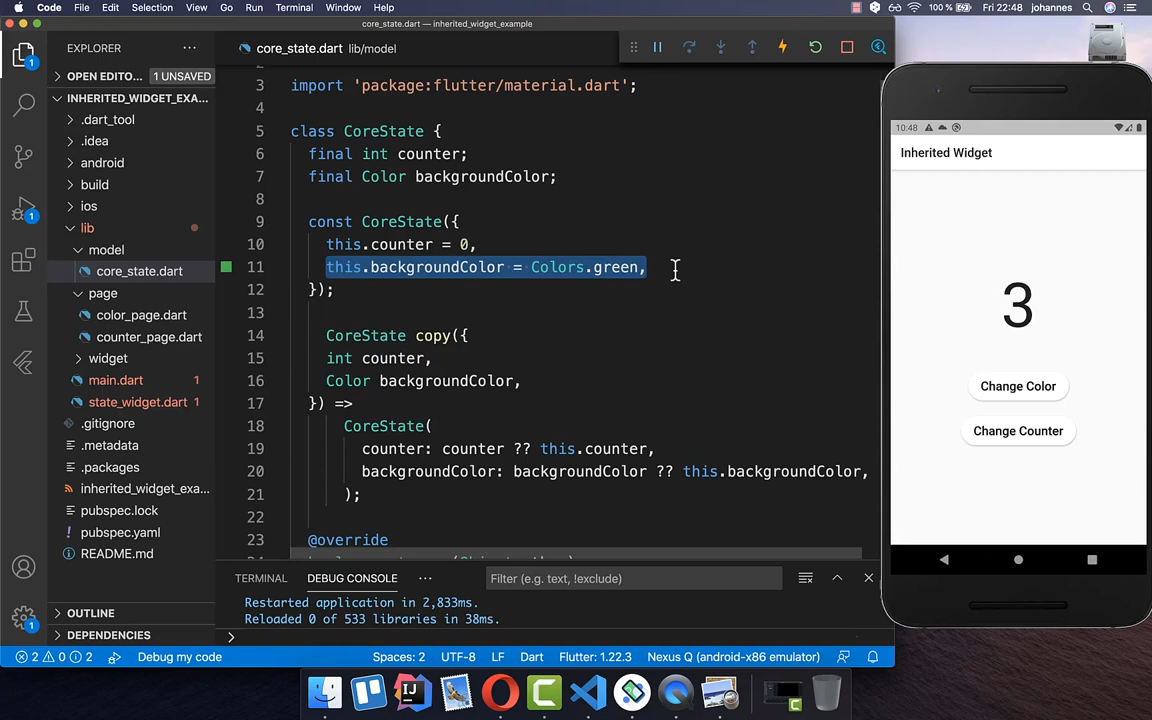 Code File Edit Selection View Go Run Terminal Window Help
100 % Fri 22:48 johannes
core_state.dart — inherited_widget_example
EXPLORER
OPEN EDITO... 1 UNSAVED
INHERITED_WIDGET_EXA...
.dart_tool
.idea
android
build
ios
lib
model
core_state.dart
page
color_page.dart
counter_page.dart
widget
main.dart 1
state_widget.dart 1
.gitignore
.metadata
.packages
inherited_widget_exa...
pubspec.lock
pubspec.yaml
README.md
OUTLINE
DEPENDENCIES
1
1
1
core_state.dart lib/model
3 import 'package:flutter/material.dart';
4
5 class CoreState {
6 final int counter;
7 final Color backgroundColor;
8
9 const CoreState({
10 this.counter = 0,
11 this.backgroundColor = Colors.green,
12 });
13
14 CoreState copy({
15 int counter,
16 Color backgroundColor,
17 }) =>
18 CoreState(
19 counter: counter ?? this.counter,
20 backgroundColor: backgroundColor ?? this.backgroundColor,
21 );
22
23 @override
TERMINAL DEBUG CONSOLE ... Filter (e.g. text, !exclude)
Restarted application in 2,833ms.
Reloaded 0 of 533 libraries in 38ms.
2 0 2 Debug my code Spaces: 2 UTF-8 LF Dart Flutter: 1.22.3 Nexus Q (android-x86 emulator)
10:48
Inherited Widget
3
Change Color
Change Counter